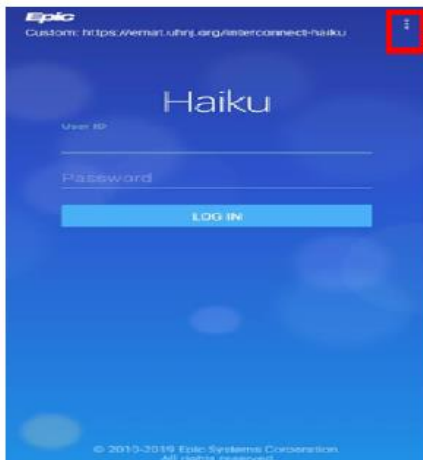 Epic
Custom: https://emat.uhnj.org/interconnect-haiku
Haiku
User ID
Password
LOG IN
© 2010-2019 Epic Systems Corporation.
All rights reserved.